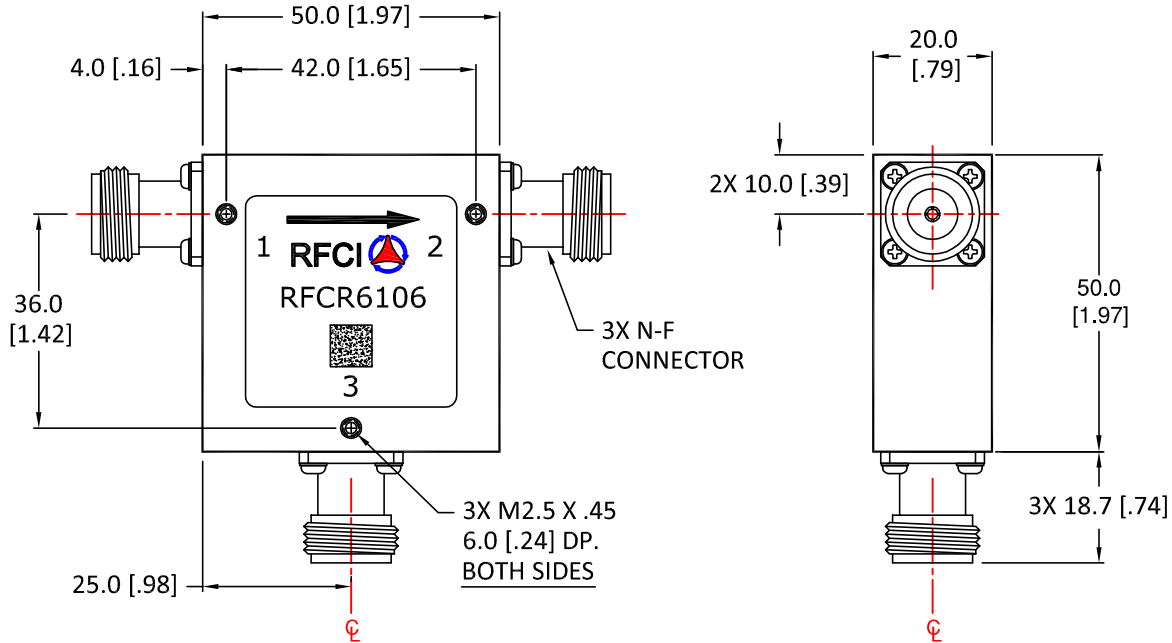 50.0 [1.97]
4.0 [.16]
42.0 [1.65]
20.0
[.79]
2X 10.0 [.39]
1
2
RFCI
RFCR6106
3
36.0
[1.42]
3X N-F
CONNECTOR
50.0
[1.97]
3X M2.5 X .45
6.0 [.24] DP.
BOTH SIDES
3X 18.7 [.74]
25.0 [.98]
℄
℄